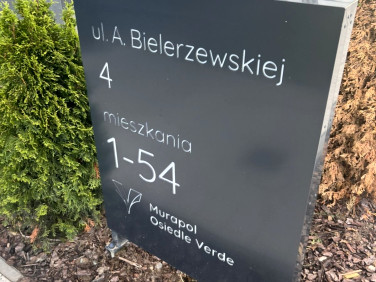 ul. A. Bielerzewskiej
4
mieszkania
1-54
Murapol
Osiedle Verde